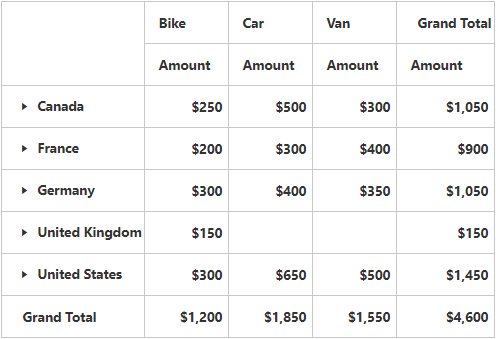 Bike Car Van Grand Total
Amount Amount Amount Amount
Canada $250 $500 $300 $1,050
France $200 $300 $400 $900
Germany $300 $400 $350 $1,050
United Kingdom $150 $150
United States $300 $650 $500 $1,450
Grand Total $1,200 $1,850 $1,550 $4,600